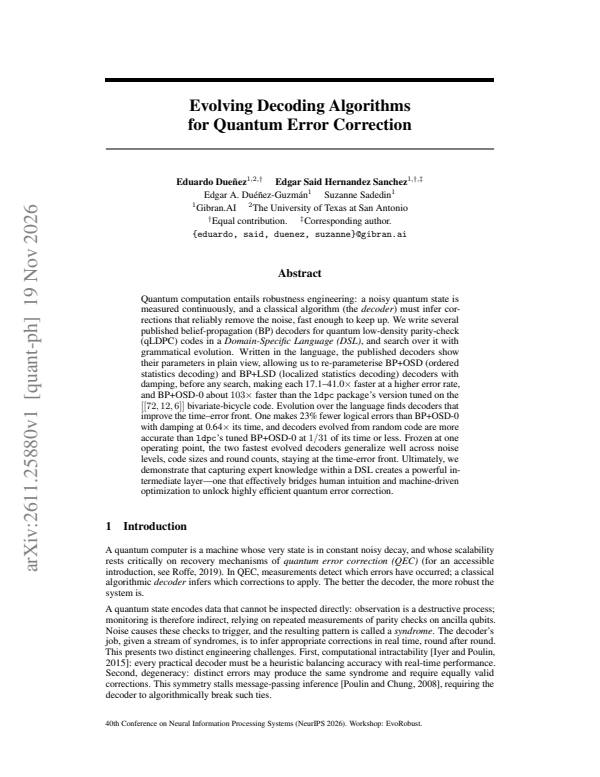 Evolving Decoding Algorithms
for Quantum Error Correction
Eduardo Dueñez1,2,† Edgar Said Hernandez Sanchez1,†,‡
Edgar A. Duéñez-Guzmán1 Suzanne Sadedin1
1Gibran.AI 2The University of Texas at San Antonio
†Equal contribution. ‡Corresponding author.
{eduardo, said, duenez, suzanne}@gibran.ai
Abstract
Quantum computation entails robustness engineering: a noisy quantum state is
measured continuously, and a classical algorithm (the decoder) must infer cor-
rections that reliably remove the noise, fast enough to keep up. We write several
published belief-propagation (BP) decoders for quantum low-density parity-check
(qLDPC) codes in a Domain-Specific Language (DSL), and search over it with
grammatical evolution. Written in the language, the published decoders show
their parameters in plain view, allowing us to re-parameterise BP+OSD (ordered
statistics decoding) and BP+LSD (localized statistics decoding) decoders with
damping, before any search, making each 17.1–41.0× faster at a higher error rate,
and BP+OSD-0 about 103× faster than the ldpc package's version tuned on the
[[72, 12, 6]] bivariate-bicycle code. Evolution over the language finds decoders that
improve the time–error front. One makes 23% fewer logical errors than BP+OSD-0
with damping at 0.64× its time, and decoders evolved from random code are more
accurate than ldpc's tuned BP+OSD-0 at 1/31 of its time or less. Frozen at one
operating point, the two fastest evolved decoders generalize well across noise
levels, code sizes and round counts, staying at the time-error front. Ultimately, we
demonstrate that capturing expert knowledge within a DSL creates a powerful in-
termediate layer—one that effectively bridges human intuition and machine-driven
optimization to unlock highly efficient quantum error correction.
1 Introduction
A quantum computer is a machine whose very state is in constant noisy decay, and whose scalability
rests critically on recovery mechanisms of quantum error correction (QEC) (for an accessible
introduction, see Roffe, 2019). In QEC, measurements detect which errors have occurred; a classical
algorithmic decoder infers which corrections to apply. The better the decoder, the more robust the
system is.
A quantum state encodes data that cannot be inspected directly: observation is a destructive process;
monitoring is therefore indirect, relying on repeated measurements of parity checks on ancilla qubits.
Noise causes these checks to trigger, and the resulting pattern is called a syndrome. The decoder's
job, given a stream of syndromes, is to infer appropriate corrections in real time, round after round.
This presents two distinct engineering challenges. First, computational intractability [Iyer and Poulin,
2015]: every practical decoder must be a heuristic balancing accuracy with real-time performance.
Second, degeneracy: distinct errors may produce the same syndrome and require equally valid
corrections. This symmetry stalls message-passing inference [Poulin and Chung, 2008], requiring the
decoder to algorithmically break such ties.
40th Conference on Neural Information Processing Systems (NeurIPS 2026). Workshop: EvoRobust.
arXiv:2611.25880v1 [quant-ph] 19 Nov 2026